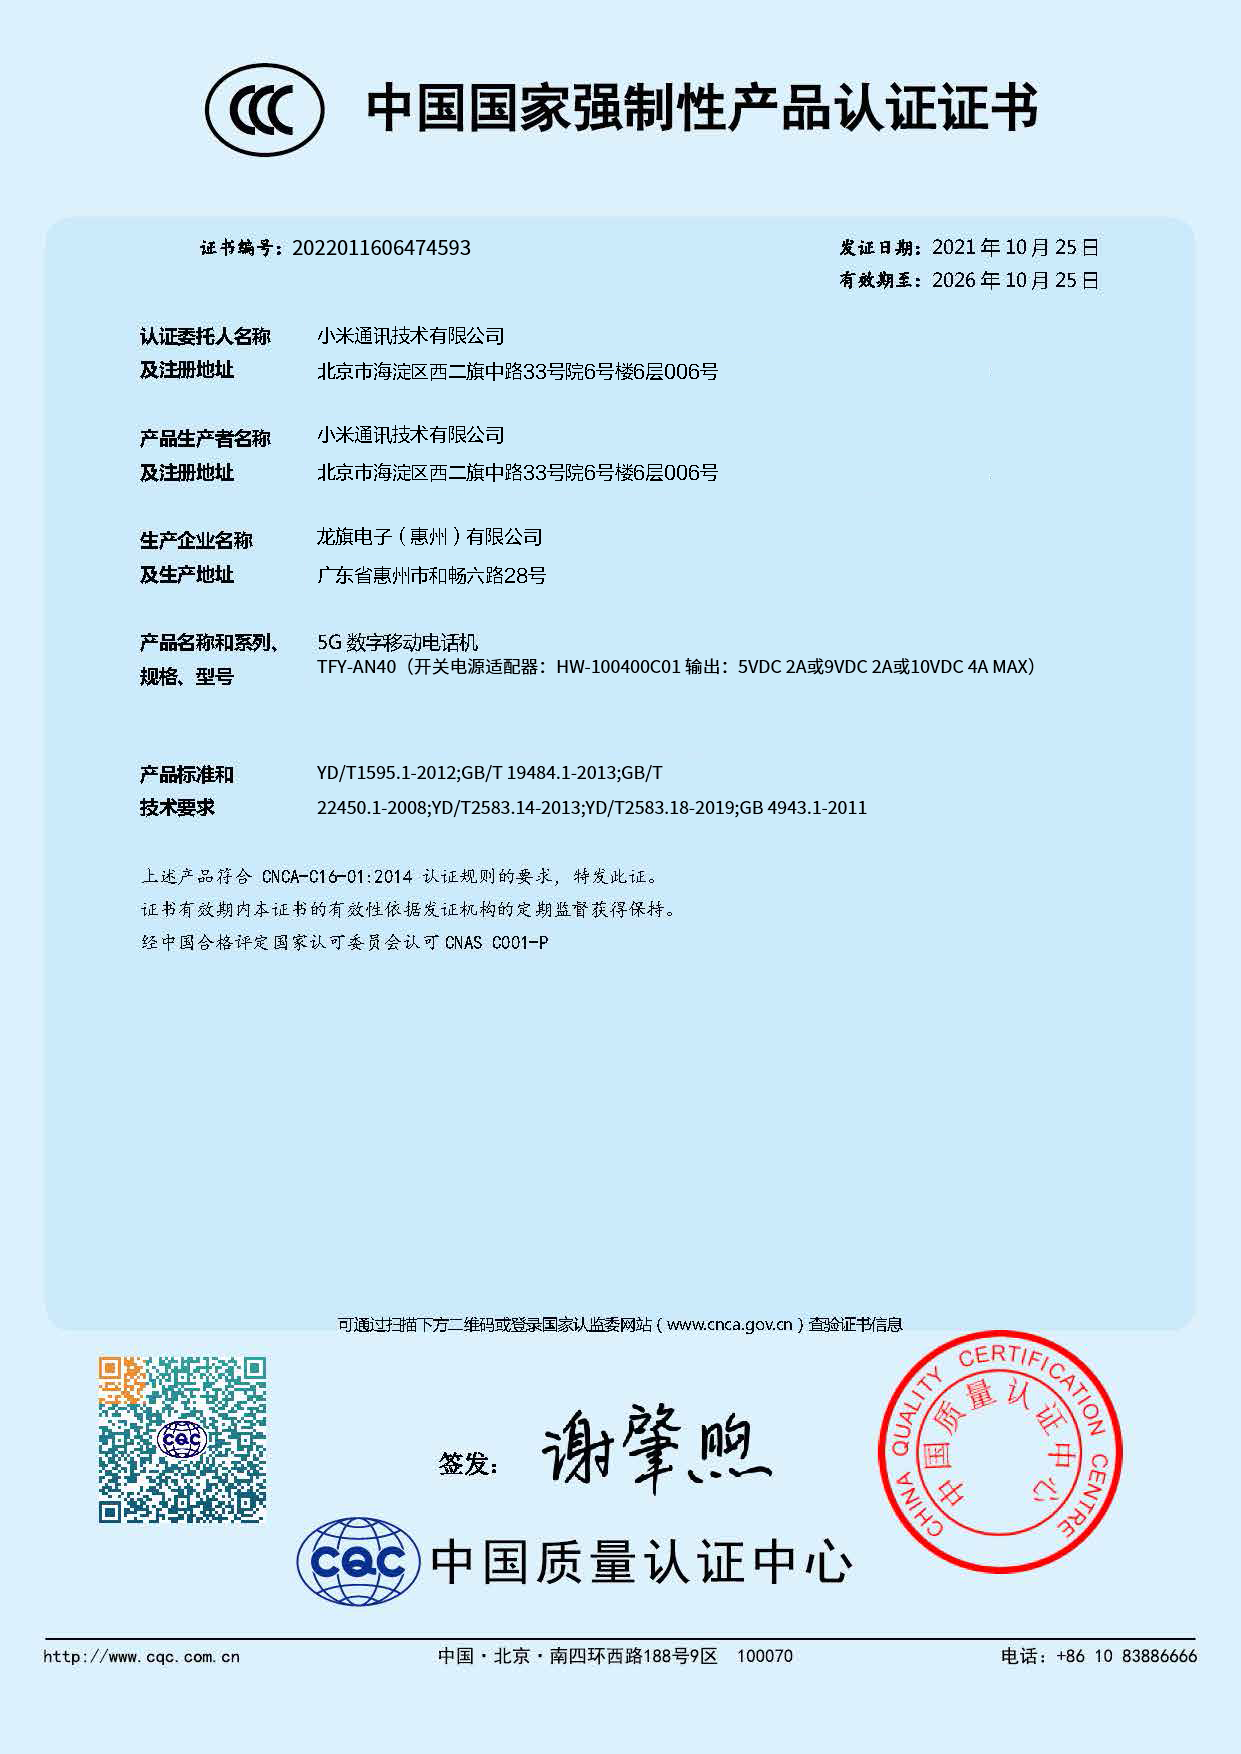 CCC 中国国家强制性产品认证证书
证书编号：2022011606474593
发证日期：2021 年 10 月 25 日
有效期至：2026 年 10 月 25 日
认证委托人名称 小米通讯技术有限公司
及注册地址 北京市海淀区西二旗中路33号院6号楼6层006号
产品生产者名称 小米通讯技术有限公司
及注册地址 北京市海淀区西二旗中路33号院6号楼6层006号
生产企业名称 龙旗电子（惠州）有限公司
及生产地址 广东省惠州市和畅六路28号
产品名称和系列、 5G 数字移动电话机
规格、型号 TFY-AN40（开关电源适配器：HW-100400C01 输出：5VDC 2A或9VDC 2A或10VDC 4A MAX）
产品标准和 YD/T1595.1-2012;GB/T 19484.1-2013;GB/T
技术要求 22450.1-2008;YD/T2583.14-2013;YD/T2583.18-2019;GB 4943.1-2011
上述产品符合 CNCA-C16-01:2014 认证规则的要求，特发此证。
证书有效期内本证书的有效性依据发证机构的定期监督获得保持。
经中国合格评定国家认可委员会认可 CNAS C001-P
可通过扫描下方二维码或登录国家认监委网站（www.cnca.gov.cn）查验证书信息
CQC
签发： 谢肇煦
CHINA QUALITY CERTIFICATION CENTRE
中国质量认证中心
CQC 中国质量认证中心
http://www.cqc.com.cn 中国·北京·南四环西路188号9区 100070 电话：+86 10 83886666